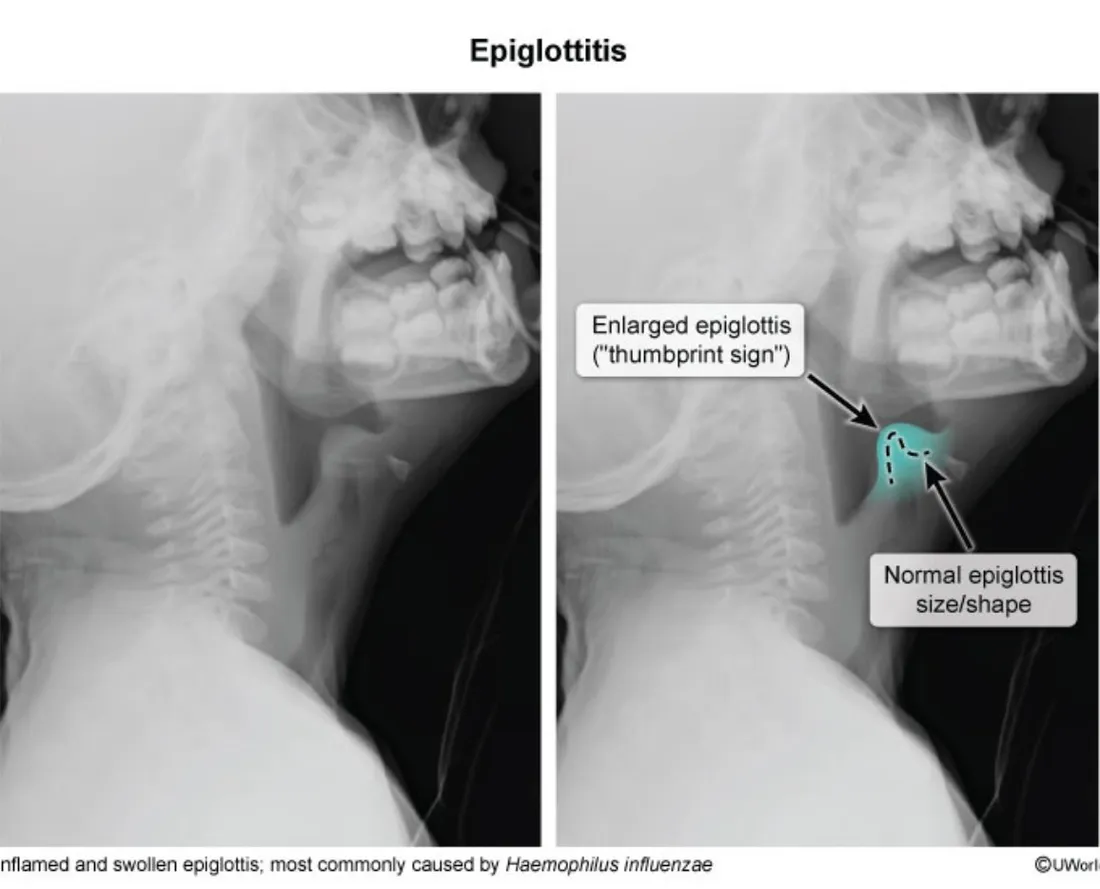 Epiglottitis
Enlarged epiglottis
("thumbprint sign")
Normal epiglottis
size/shape
nflamed and swollen epiglottis; most commonly caused by Haemophilus influenzae
©UWorl